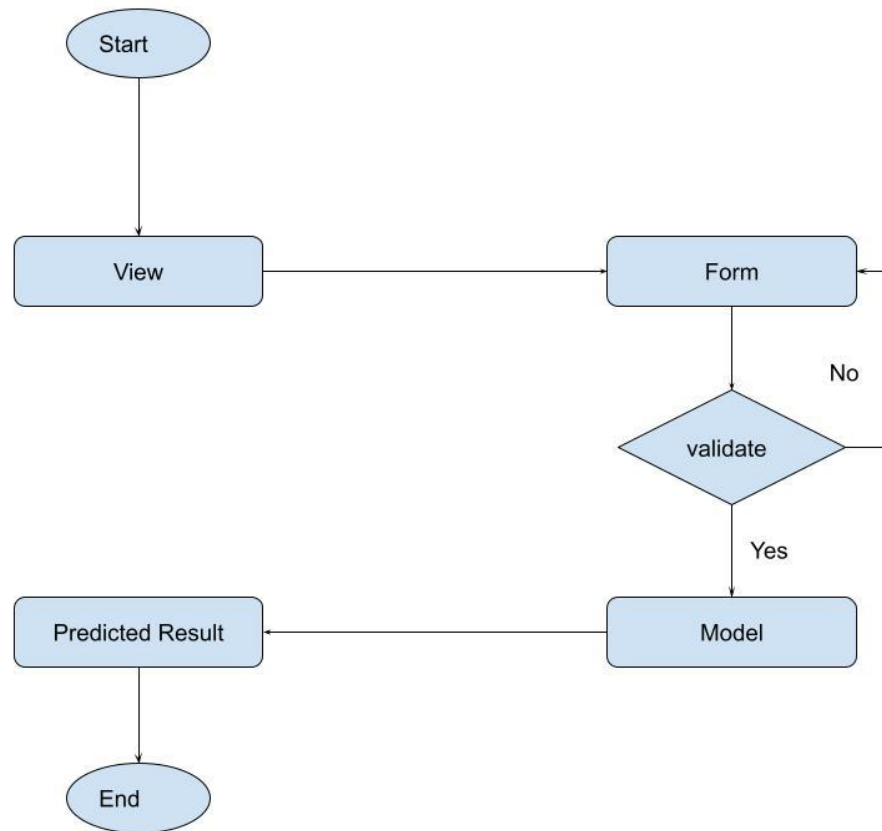 Start
View
Form
No
validate
Yes
Predicted Result
Model
End